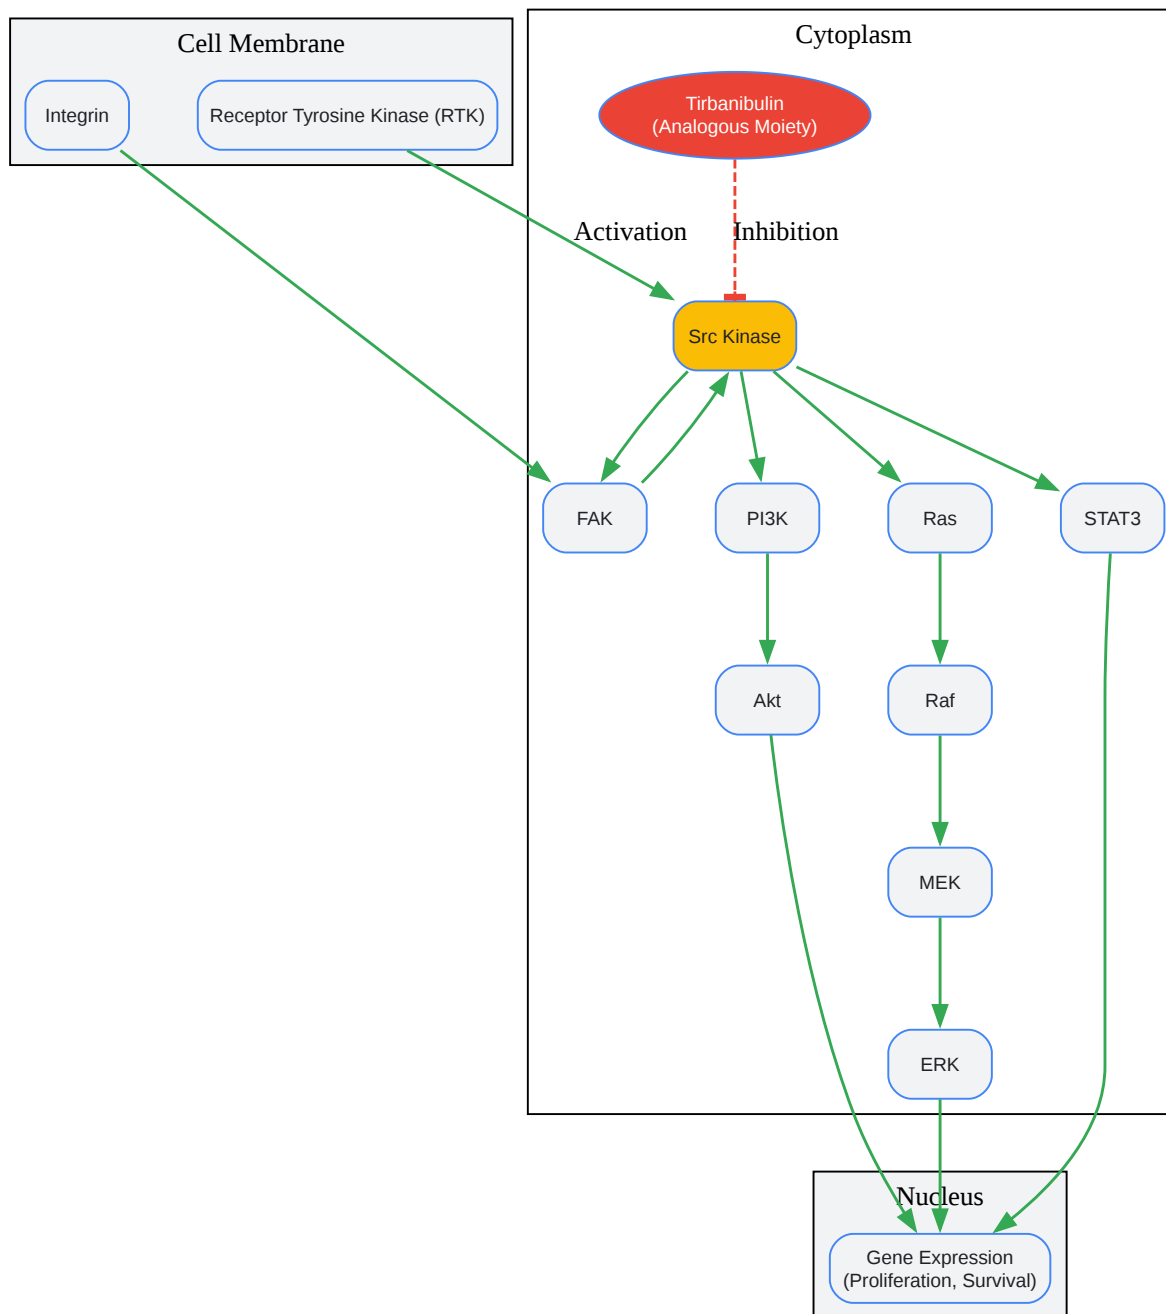 Cell Membrane
Cytoplasm
Integrin
Receptor Tyrosine Kinase (RTK)
Tirbanibulin
(Analogous Moiety)
Activation
Inhibition
Src Kinase
FAK
PI3K
Ras
STAT3
Akt
Raf
MEK
ERK
Nucleus
Gene Expression
(Proliferation, Survival)